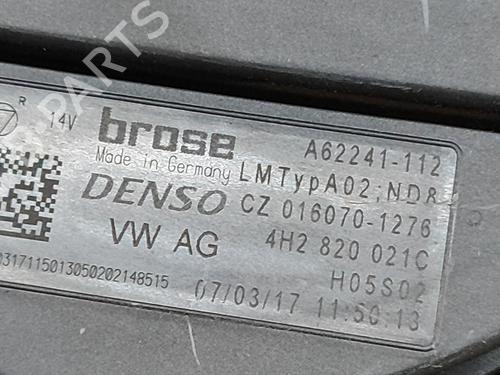 PARTS
R
14V brose A62241-112
Made in Germany LMTypA02;ND8
DENSO CZ 016070-1276
VW AG 4H2 820 021C
H05S02
0317115013050202148515 07/03/17 11:50:13